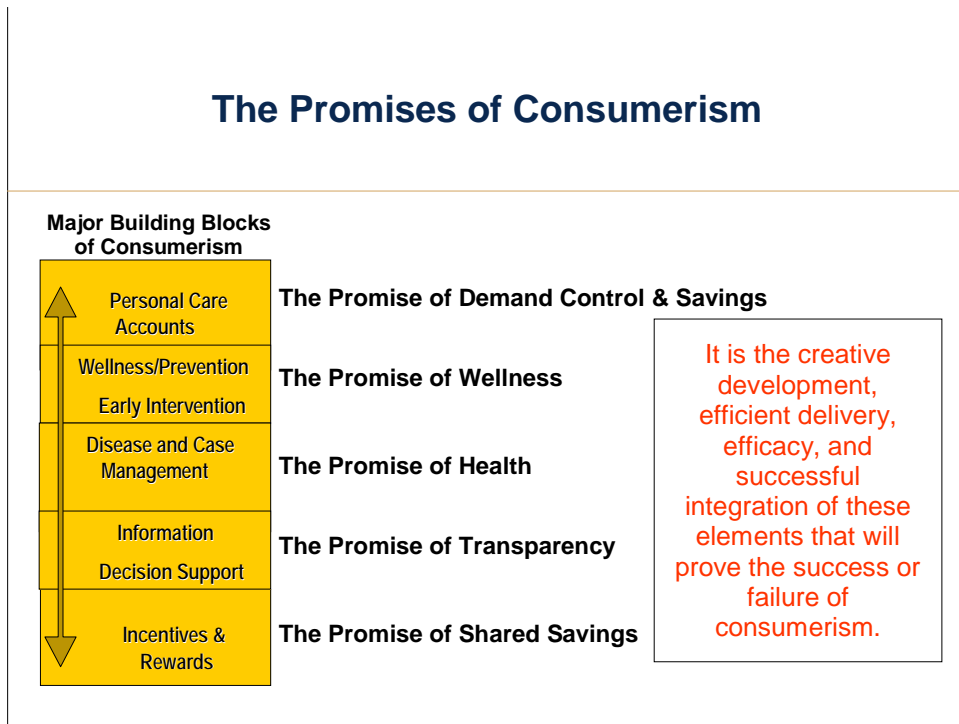 The Promises of Consumerism
Major Building Blocks
of Consumerism
Personal Care
Accounts
The Promise of Demand Control & Savings
Wellness/Prevention
Early Intervention
The Promise of Wellness
Disease and Case
Management
The Promise of Health
Information
Decision Support
The Promise of Transparency
Incentives &
Rewards
The Promise of Shared Savings
It is the creative
development,
efficient delivery,
efficacy, and
successful
integration of these
elements that will
prove the success or
failure of
consumerism.